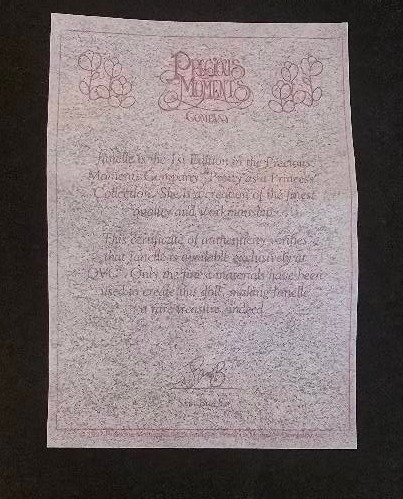 Precious
Moments
Company
Janelle is the 1st Edition in the Precious
Moments Company "Pretty as a Princess"
Collection. She is a creation of the finest
quality and workmanship.
This certificate of authenticity verifies
that Janelle is available exclusively at
QVC. Only the finest materials have been
used to create this doll, making Janelle
a rare treasure indeed.